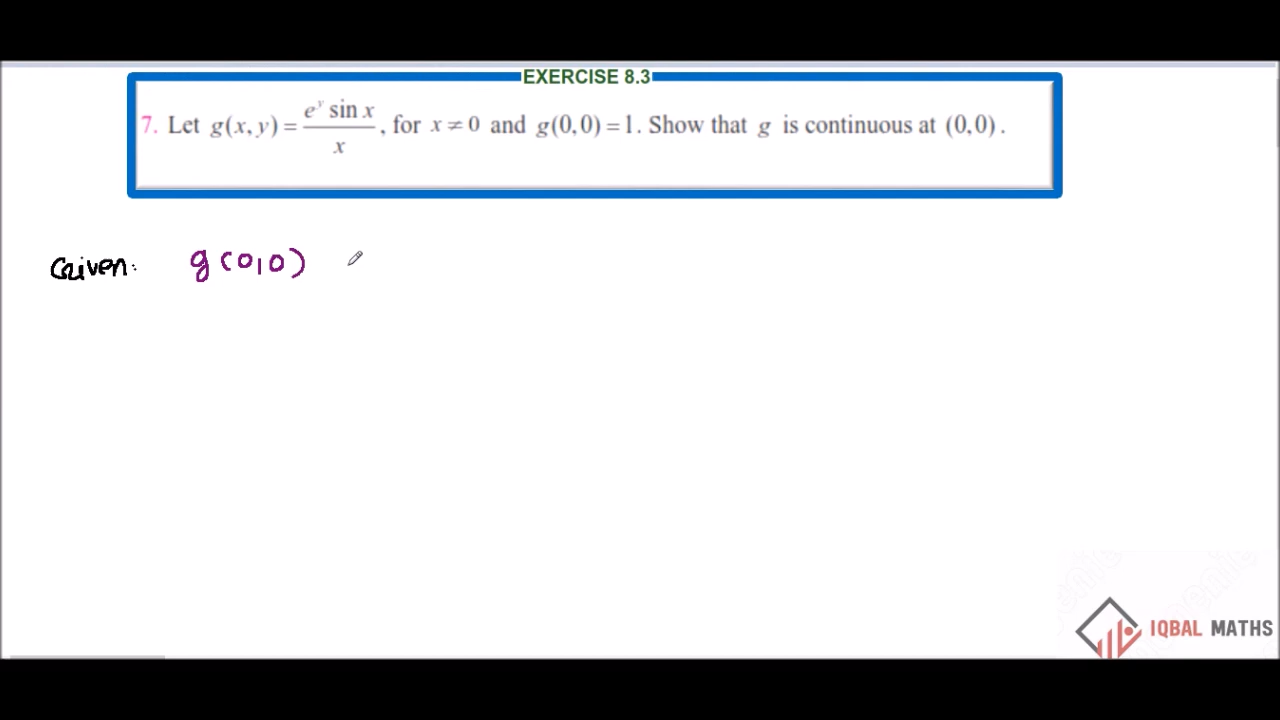 EXERCISE 8.3
7. Let g(x, y) = e^y sin x / x , for x ≠ 0 and g(0,0) = 1. Show that g is continuous at (0,0).
Given: g(0,0)
IQBAL MATHS